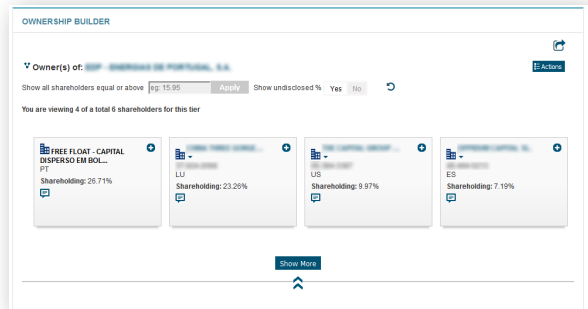 OWNERSHIP BUILDER
Owner(s) of:
Actions
Show all shareholders equal or above eg: 15.95 Apply Show undisclosed % Yes No
You are viewing 4 of a total 6 shareholders for this tier
FREE FLOAT - CAPITAL
DISPERSO EM BOL...
PT
Shareholding: 26.71%
LU
Shareholding: 23.26%
US
Shareholding: 9.97%
ES
Shareholding: 7.19%
Show More